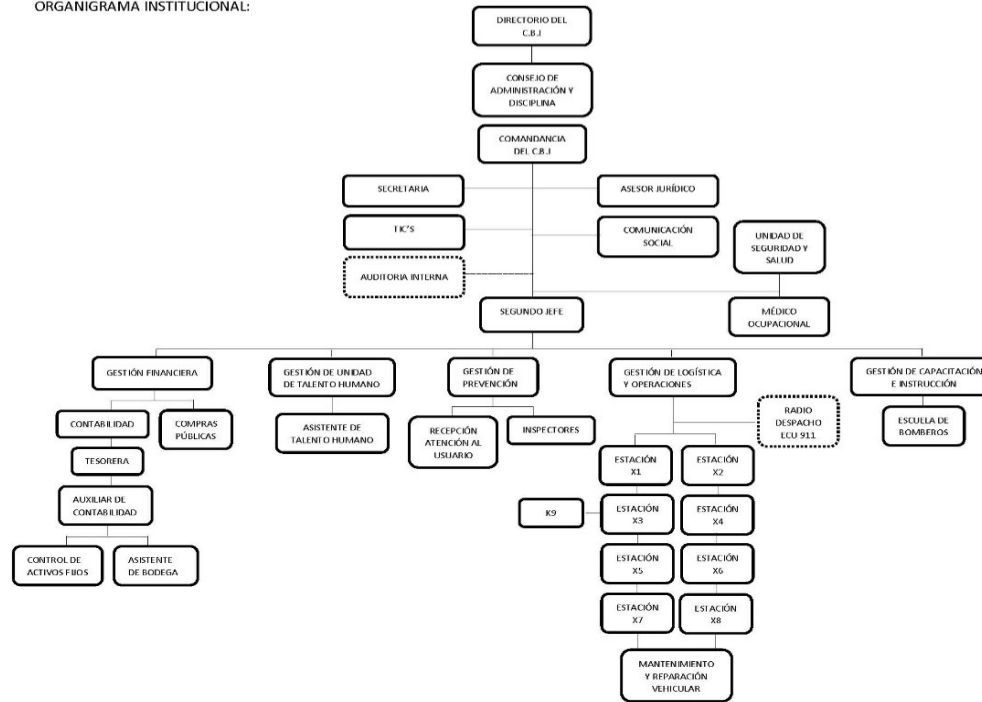 ORGANIGRAMA INSTITUCIONAL:
DIRECTORIO DEL
C.B.I
CONSEJO DE
ADMINISTRACIÓN Y
DISCIPLINA
COMANDANCIA
DEL C.B.I
SECRETARIA
ASESOR JURÍDICO
TIC'S
COMUNICACIÓN
SOCIAL
UNIDAD DE
SEGURIDAD Y
SALUD
AUDITORIA INTERNA
SEGUNDO JEFE
MÉDICO
OCUPACIONAL
GESTIÓN FINANCIERA
GESTIÓN DE UNIDAD
DE TALENTO HUMANO
GESTIÓN DE
PREVENCIÓN
GESTIÓN DE LOGÍSTICA
Y OPERACIONES
GESTIÓN DE CAPACITACIÓN
E INSTRUCCIÓN
CONTABILIDAD
COMPRAS
PÚBLICAS
ASISTENTE DE
TALENTO HUMANO
RECEPCIÓN
ATENCIÓN AL
USUARIO
INSPECTORES
RADIO
DESPACHO
ECU 911
ESCUELA DE
BOMBEROS
TESORERA
ESTACIÓN
X1
ESTACIÓN
X2
AUXILIAR DE
CONTABILIDAD
K9
ESTACIÓN
X3
ESTACIÓN
X4
CONTROL DE
ACTIVOS FIJOS
ASISTENTE
DE BODEGA
ESTACIÓN
X5
ESTACIÓN
X6
ESTACIÓN
X7
ESTACIÓN
X8
MANTENIMIENTO
Y REPARACIÓN
VEHICULAR